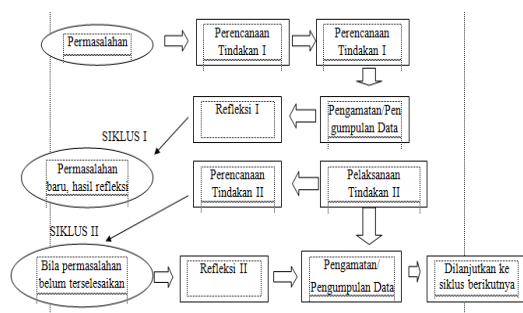 Permasalahan
Perencanaan
Tindakan I
Perencanaan
Tindakan I
Refleksi I
Pengamatan/Pen
gumpulan Data
SIKLUS I
Permasalahan
baru, hasil refleksi
Perencanaan
Tindakan II
Pelaksanaan
Tindakan II
SIKLUS II
Bila permasalahan
belum terselesaikan
Refleksi II
Pengamatan/
Pengumpulan Data
Dilanjutkan ke
siklus berikutnya